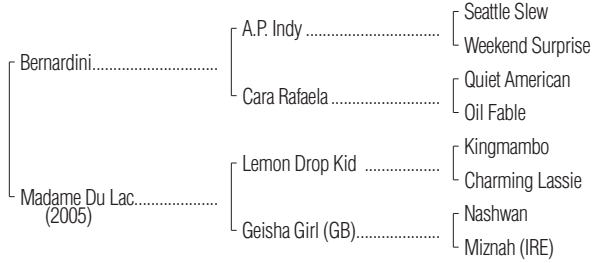 Seattle Slew
A.P. Indy ..............................
Weekend Surprise
Bernardini............................
Quiet American
Cara Rafaela .........................
Oil Fable
Kingmambo
Lemon Drop Kid .................
Charming Lassie
Madame Du Lac...................
(2005)
Nashwan
Geisha Girl (GB)...................
Miznah (IRE)